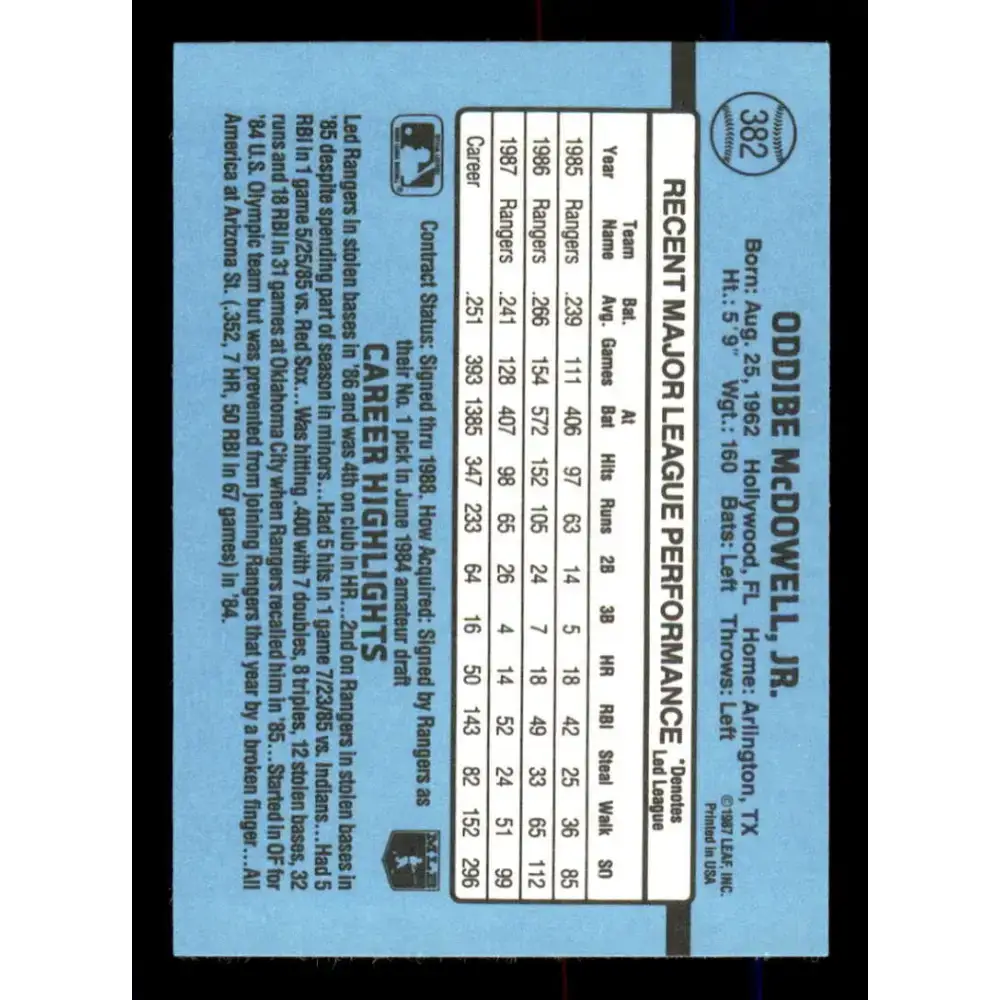 382
ODDIBE McDOWELL, JR.
Born: Aug. 25, 1962 Hollywood, FL Home: Arlington, TX
Ht.: 5'9" Wgt.: 160 Bats: Left Throws: Left
©1987 LEAF, INC.
Printed in USA
RECENT MAJOR LEAGUE PERFORMANCE *Denotes Led League
Year Team Name Bat. Avg. Games At Bat Hits Runs 2B 3B HR RBI Steal Walk SO
1985 Rangers .239 111 406 97 63 14 5 18 42 25 36 85
1986 Rangers .266 154 572 152 105 24 7 18 49 33 65 112
1987 Rangers .241 128 407 98 65 26 4 14 52 24 51 99
Career .251 393 1385 347 233 64 16 50 143 82 152 296
Contract Status: Signed thru 1988. How Acquired: Signed by Rangers as
their No. 1 pick in June 1984 amateur draft
MLB
CAREER HIGHLIGHTS
Led Rangers in stolen bases in '86 and was 4th on club in HR...2nd on Rangers in stolen bases in
'85 despite spending part of season in minors...Had 5 hits in 1 game 7/23/85 vs. Indians...Had 5
RBI in 1 game 5/25/85 vs. Red Sox...Was hitting .400 with 7 doubles, 8 triples, 12 stolen bases, 32
runs and 18 RBI in 31 games at Oklahoma City when Rangers recalled him in '85...Started in OF for
'84 U.S. Olympic team but was prevented from joining Rangers that year by a broken finger...All
America at Arizona St. (.352, 7 HR, 50 RBI in 67 games) in '84.